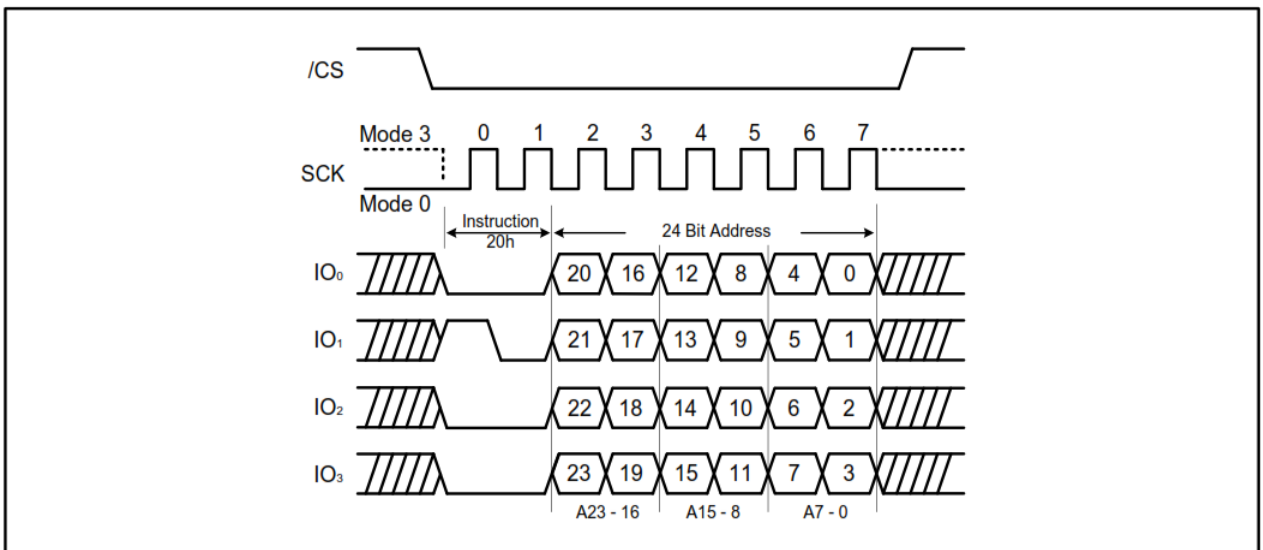 /CS
Mode 3 0 1 2 3 4 5 6 7
SCK
Mode 0
Instruction
20h
24 Bit Address
IO₀ 20 16 12 8 4 0
IO₁ 21 17 13 9 5 1
IO₂ 22 18 14 10 6 2
IO₃ 23 19 15 11 7 3
A23 - 16 A15 - 8 A7 - 0